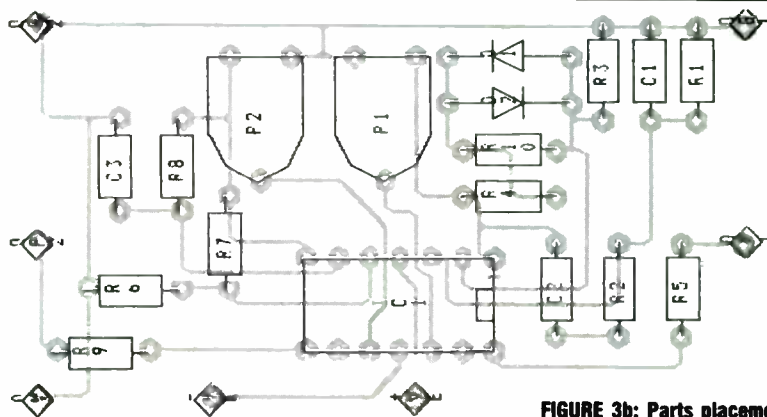 P2
P1
R3
C1
R1
C3
R8
R10
R4
R7
R6
IC1
C2
R2
R5
R9
FIGURE 3b: Parts placeme